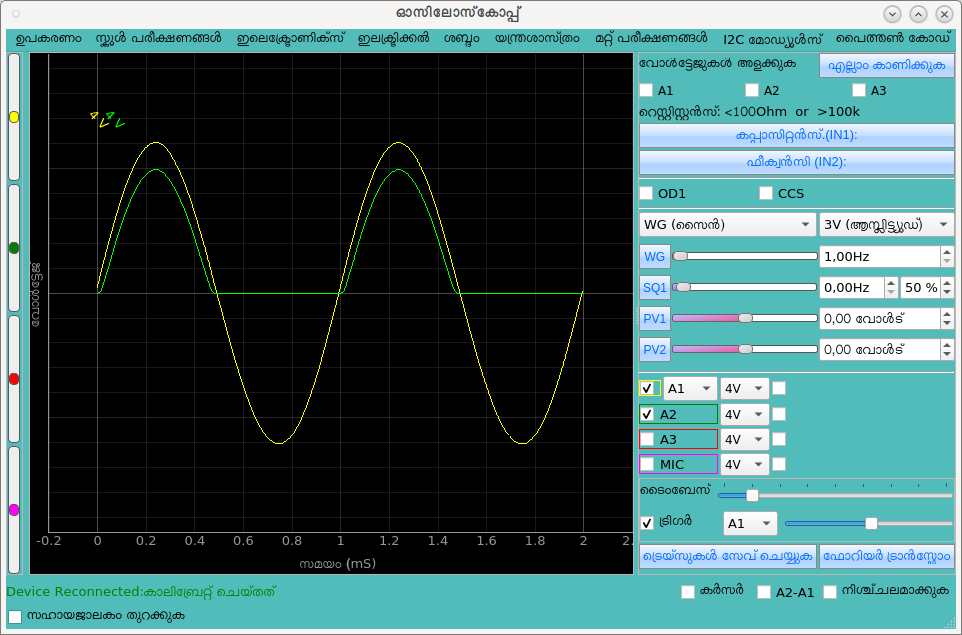 ഓസിലോസ്കോപ്പ്
ഉപകരണം സ്കൂൾ പരീക്ഷണങ്ങൾ ഇലെക്ട്രോണിക്സ് ഇലക്ട്രിക്കൽ ശബ്ദം യന്ത്രശാസ്ത്രം മറ്റ് പരീക്ഷണങ്ങൾ I2C മോഡ്യൂൾസ് പൈത്തൺ കോഡ്
വോൾട്ടേജുകൾ അളക്കുക എല്ലാം കാണിക്കുക
A1 A2 A3
റെസ്റ്റിസ്റ്റൻസ്: <100Ohm or >100k
കപ്പാസിറ്റൻസ്.(IN1):
ഫ്രീക്വൻസി (IN2):
OD1 CCS
WG (സൈൻ) 3V (ആമ്പ്ലിട്യൂഡ്)
WG 1,00Hz
SQ1 0,00Hz 50 %
PV1 0,00 വോൾട്
PV2 0,00 വോൾട്
A1 4V
A2 4V
A3 4V
MIC 4V
ടൈംബേസ്
ട്രിഗർ A1
ട്രെയ്‌സുകൾ സേവ് ചെയ്യുക ഫോറിയർ ട്രാൻസ്ഫോം
4V 4V
വോൾട്ടേജ്
-0.2 0 0.2 0.4 0.6 0.8 1 1.2 1.4 1.6 1.8 2 2.
സമയം (mS)
Device Reconnected:കാലിബ്രേറ്റ് ചെയ്തത്
കർസർ A2-A1 നിശ്ചലമാക്കുക
സഹായജാലകം തുറക്കുക